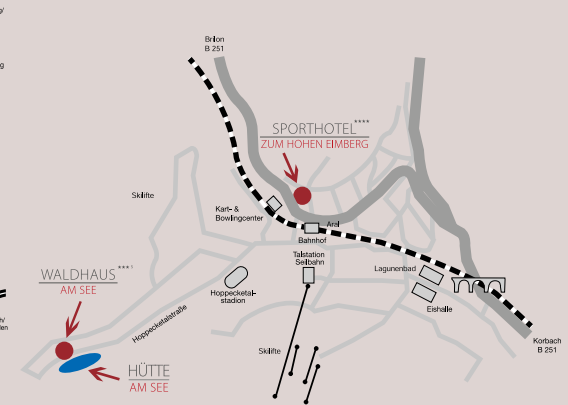 Brilon
B 251
SPORTHOTEL****
ZUM HOHEN EIMBERG
Skilifte
Kart- &
Bowlingcenter
Aral
Bahnhof
Talstation
Seilbahn
Lagunenbad
WALDHAUS***
AM SEE
Hoppecketal-
stadion
Eishalle
Hoppecketalstraße
Korbach
B 251
Skilifte
HÜTTE
AM SEE